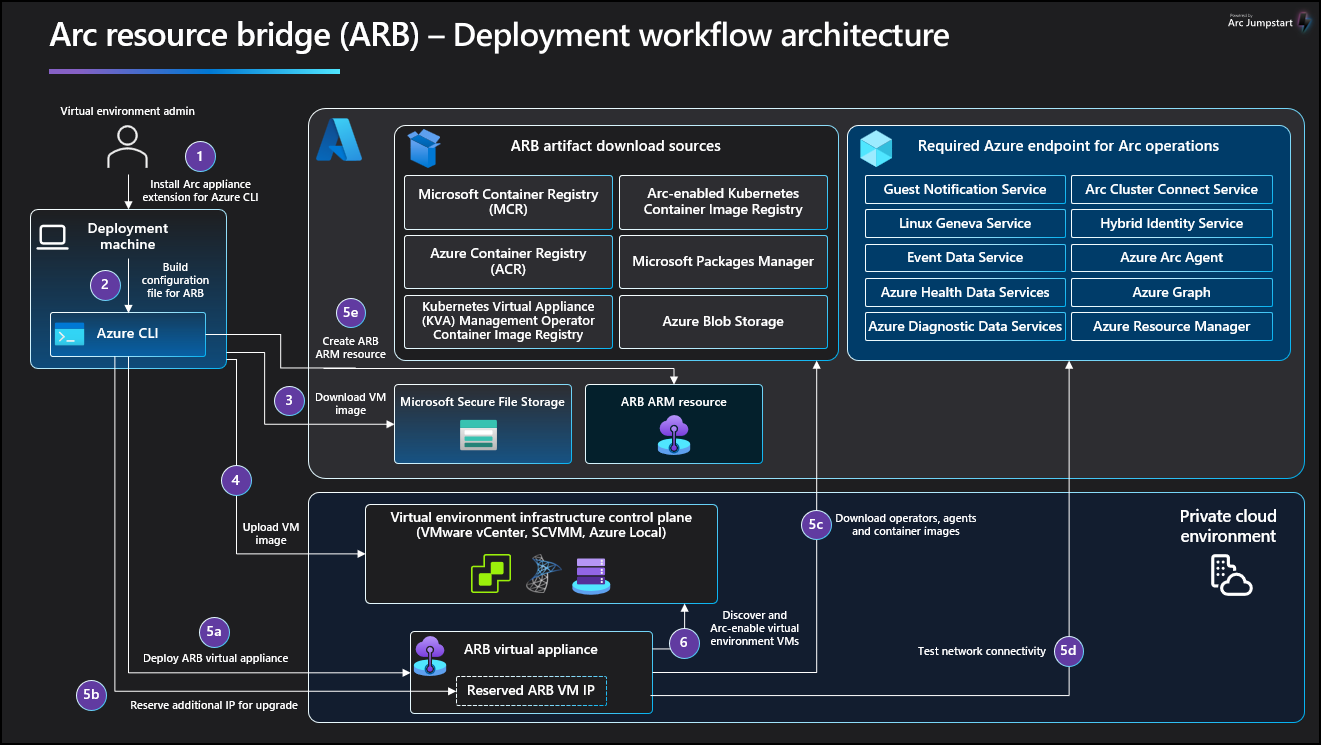 Arc resource bridge (ARB) – Deployment workflow architecture
Powered by
Arc Jumpstart
Virtual environment admin
1
Install Arc appliance
extension for Azure CLI
Deployment
machine
2
Build
configuration
file for ARB
Azure CLI
ARB artifact download sources
Microsoft Container Registry
(MCR)
Arc-enabled Kubernetes
Container Image Registry
Azure Container Registry
(ACR)
Microsoft Packages Manager
Kubernetes Virtual Appliance
(KVA) Management Operator
Container Image Registry
Azure Blob Storage
Required Azure endpoint for Arc operations
Guest Notification Service
Arc Cluster Connect Service
Linux Geneva Service
Hybrid Identity Service
Event Data Service
Azure Arc Agent
Azure Health Data Services
Azure Graph
Azure Diagnostic Data Services
Azure Resource Manager
5e
Create ARB
ARM resource
3
Download VM
image
Microsoft Secure File Storage
ARB ARM resource
4
Upload VM
image
Virtual environment infrastructure control plane
(VMware vCenter, SCVMM, Azure Local)
5c
Download operators, agents
and container images
Private cloud
environment
5a
Deploy ARB virtual appliance
ARB virtual appliance
6
Discover and
Arc-enable virtual
environment VMs
Test network connectivity
5d
5b
Reserve additional IP for upgrade
Reserved ARB VM IP